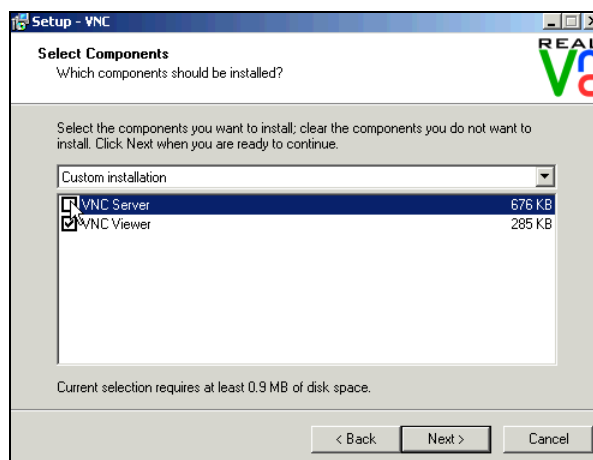 Setup - VNC
Select Components
Which components should be installed?
REAL
Vn
Select the components you want to install; clear the components you do not want to
install. Click Next when you are ready to continue.
Custom installation
VNC Server 676 KB
VNC Viewer 285 KB
Current selection requires at least 0.9 MB of disk space.
< Back Next > Cancel